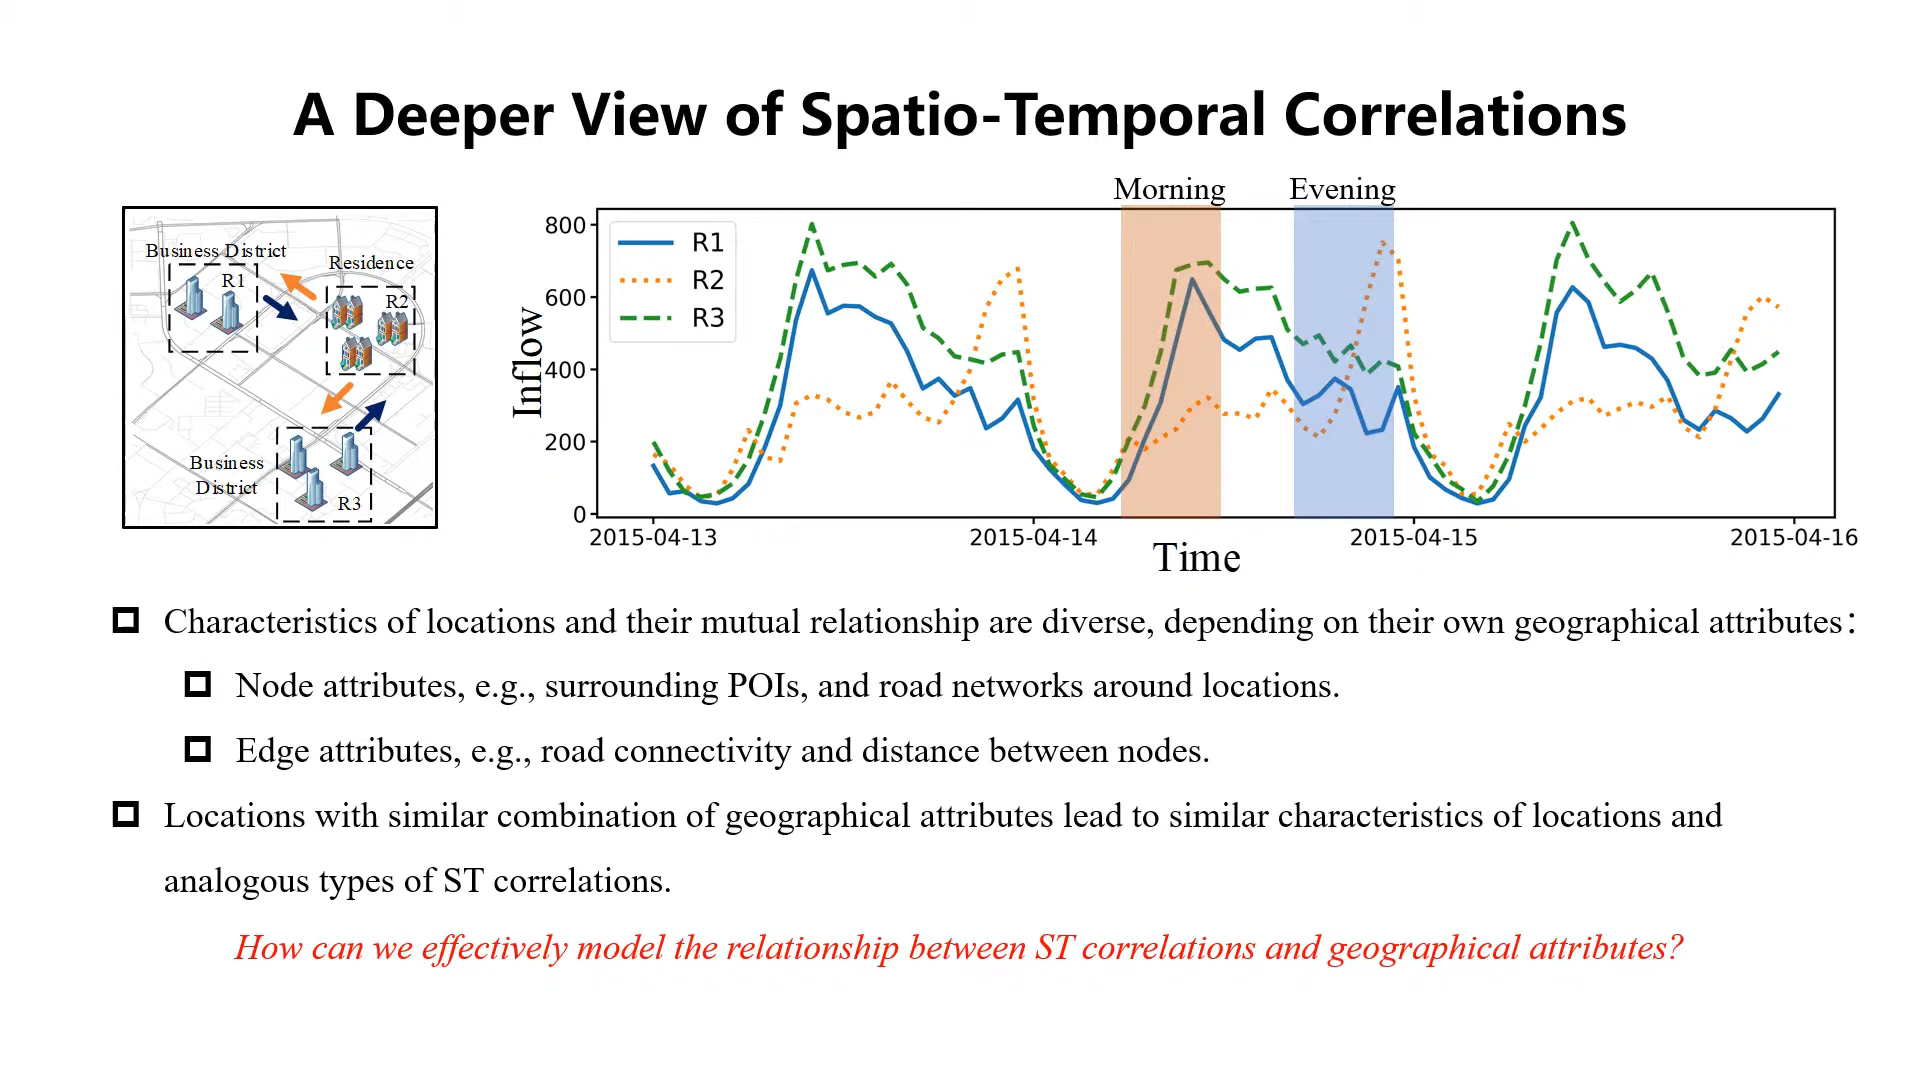 A Deeper View of Spatio-Temporal Correlations
Business District
R1
Residence
R2
Business
District
R3
Morning
Evening
800
600
400
200
0
Inflow
R1
R2
R3
2015-04-13
2015-04-14
2015-04-15
2015-04-16
Time
Characteristics of locations and their mutual relationship are diverse, depending on their own geographical attributes:
Node attributes, e.g., surrounding POIs, and road networks around locations.
Edge attributes, e.g., road connectivity and distance between nodes.
Locations with similar combination of geographical attributes lead to similar characteristics of locations and
analogous types of ST correlations.
How can we effectively model the relationship between ST correlations and geographical attributes?